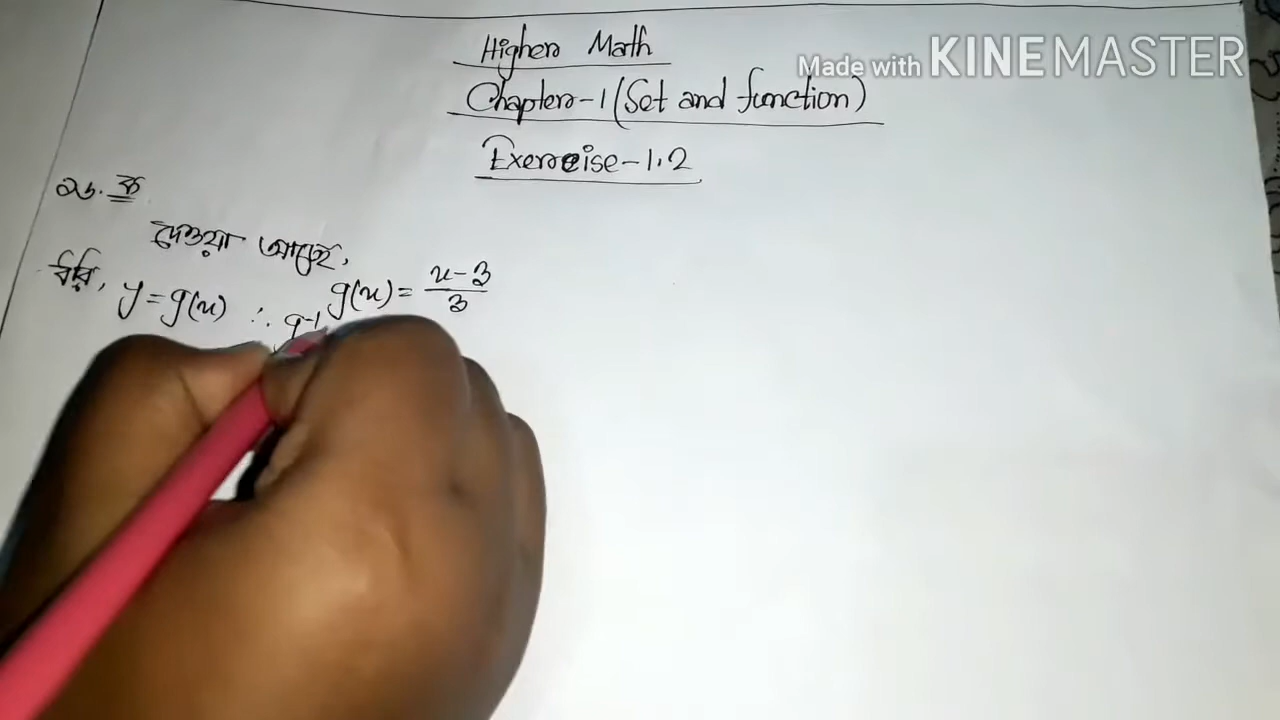 Higher Math
Made with KINEMASTER
Chapter-1 (Set and function)
Exercise-1.2
২৬. ক
দেওয়া আছে,
g(x) = x-3/3
ধরি, y = g(x) ∴ g-1